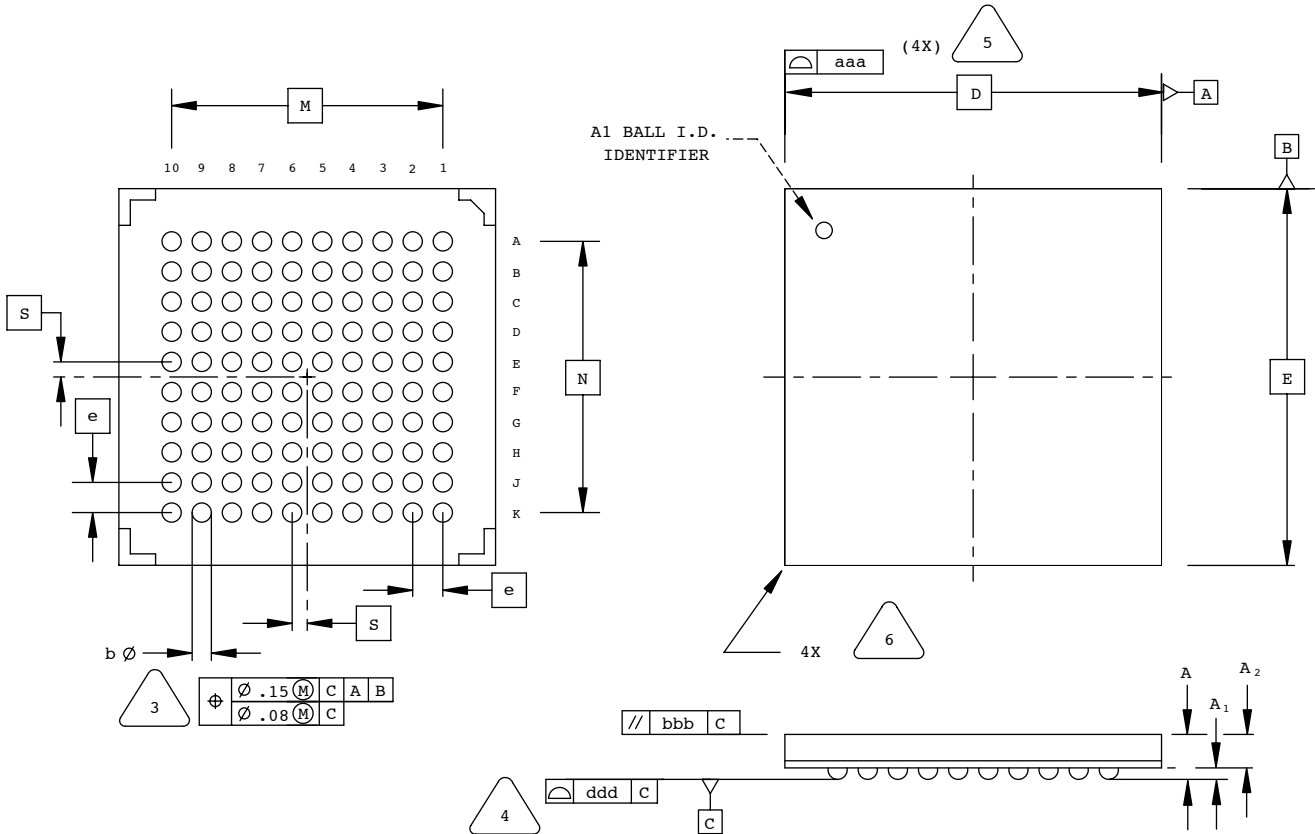 (4X) 5
aaa
D
A
M
A1 BALL I.D.
IDENTIFIER
B
10 9 8 7 6 5 4 3 2 1
A
B
C
D
E
F
G
H
J
K
S
e
N
E
e
S
b Ø
3
⌖ Ø .15 Ⓜ C A B
Ø .08 Ⓜ C
4X 6
A
A₁
A₂
// bbb C
4
⌓ ddd C
C